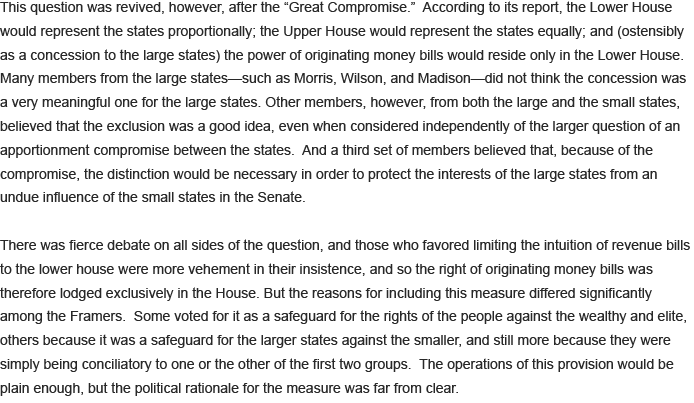 This question was revived, however, after the “Great Compromise.”  According to its report, the Lower House
would represent the states proportionally; the Upper House would represent the states equally; and (ostensibly
as a concession to the large states) the power of originating money bills would reside only in the Lower House.
Many members from the large states—such as Morris, Wilson, and Madison—did not think the concession was
a very meaningful one for the large states. Other members, however, from both the large and the small states,
believed that the exclusion was a good idea, even when considered independently of the larger question of an
apportionment compromise between the states.  And a third set of members believed that, because of the
compromise, the distinction would be necessary in order to protect the interests of the large states from an
undue influence of the small states in the Senate.
There was fierce debate on all sides of the question, and those who favored limiting the intuition of revenue bills
to the lower house were more vehement in their insistence, and so the right of originating money bills was
therefore lodged exclusively in the House. But the reasons for including this measure differed significantly
among the Framers.  Some voted for it as a safeguard for the rights of the people against the wealthy and elite,
others because it was a safeguard for the larger states against the smaller, and still more because they were
simply being conciliatory to one or the other of the first two groups.  The operations of this provision would be
plain enough, but the political rationale for the measure was far from clear.